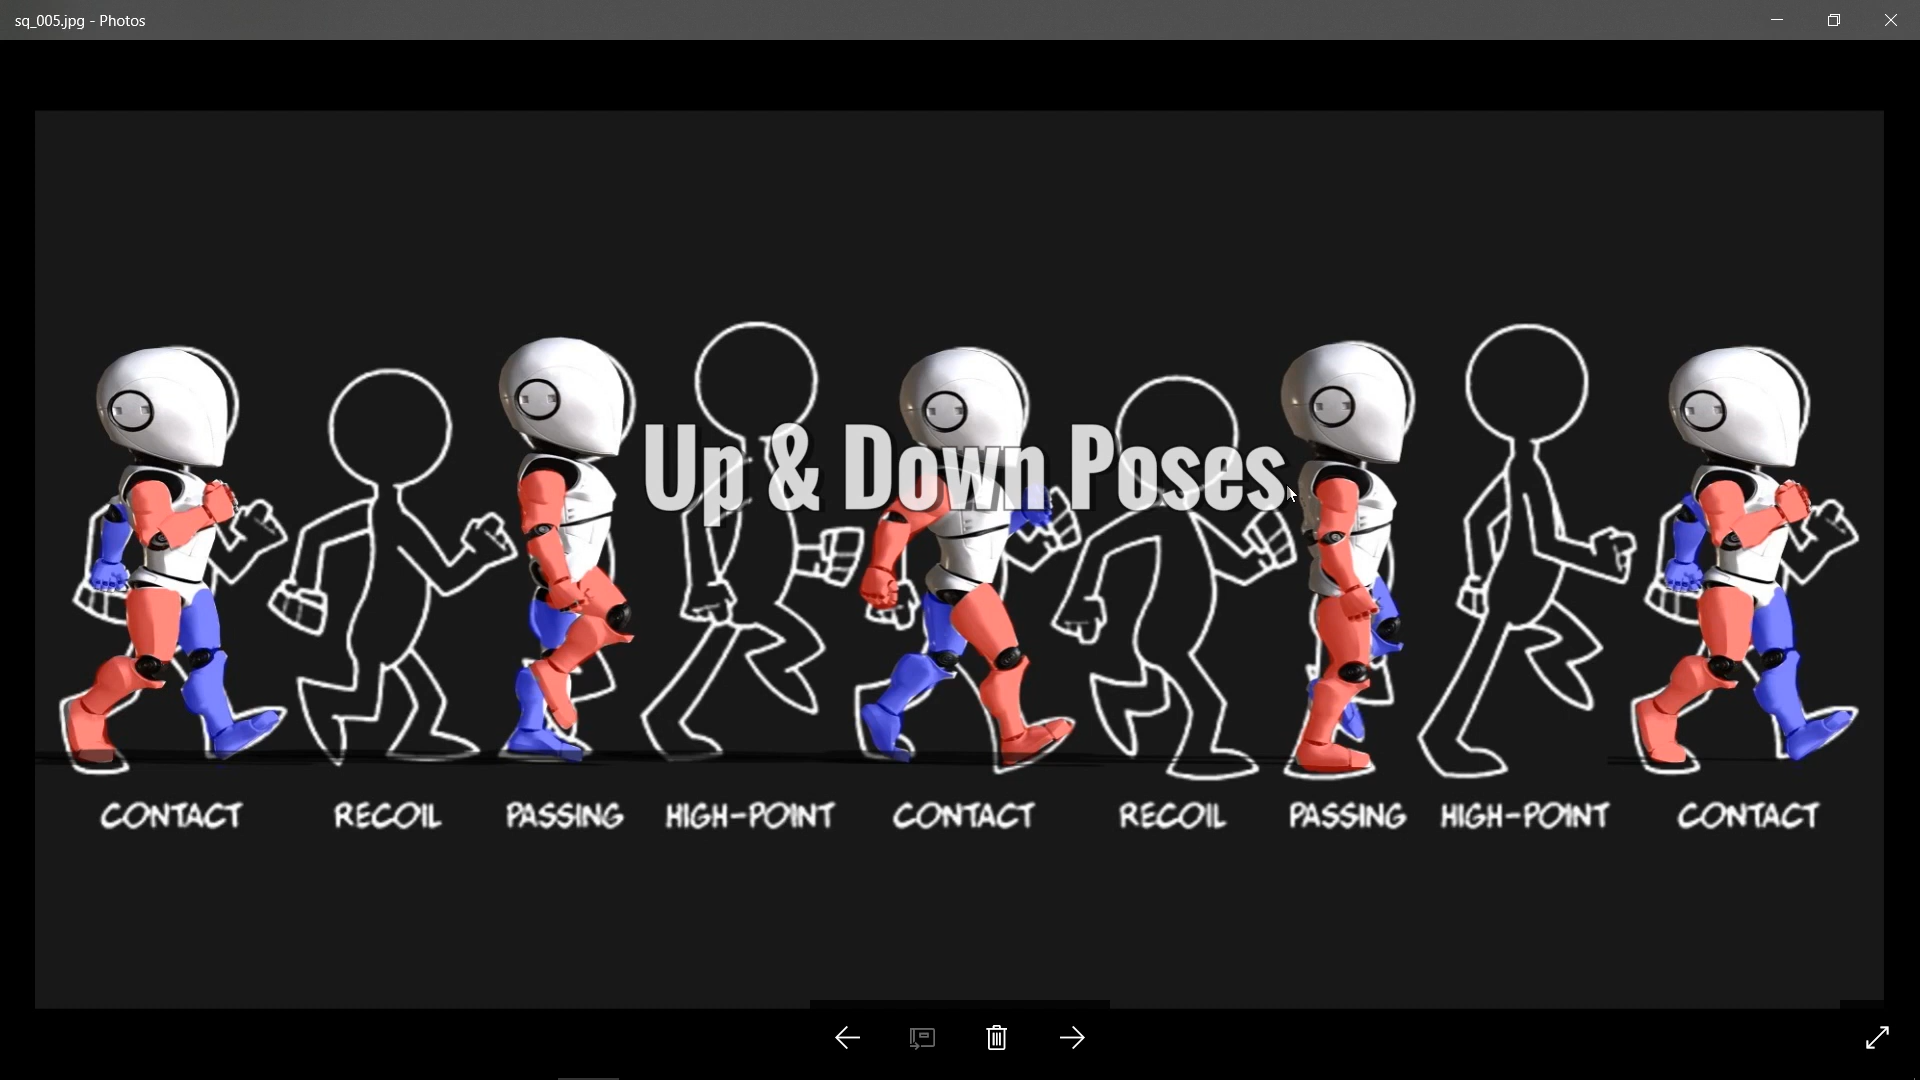 sq_005.jpg - Photos
Up & Down Poses
CONTACT RECOIL PASSING HIGH-POINT CONTACT RECOIL PASSING HIGH-POINT CONTACT